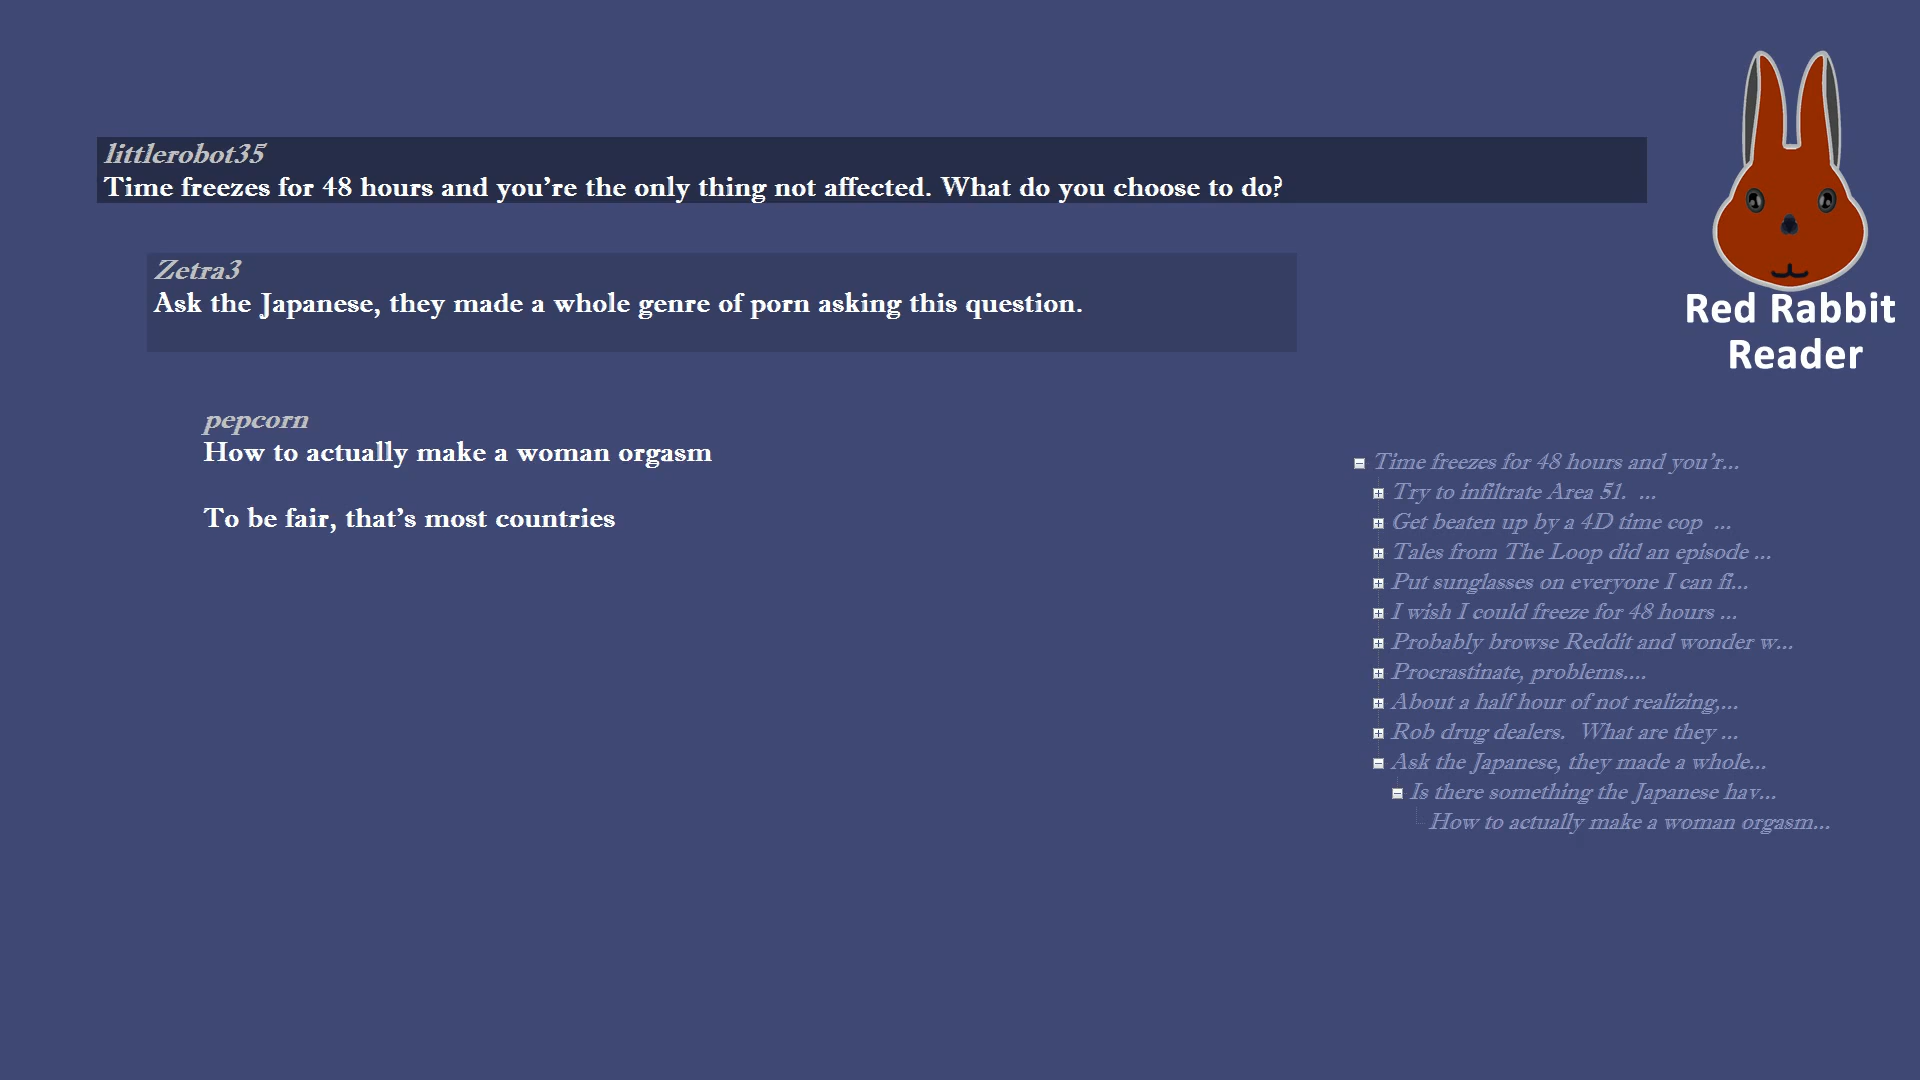 littlerobot35
Time freezes for 48 hours and you're the only thing not affected. What do you choose to do?
Zetra3
Ask the Japanese, they made a whole genre of porn asking this question.
pepcorn
How to actually make a woman orgasm
To be fair, that's most countries
Red Rabbit
Reader
Time freezes for 48 hours and you'r...
Try to infiltrate Area 51.  ...
Get beaten up by a 4D time cop  ...
Tales from The Loop did an episode ...
Put sunglasses on everyone I can fi...
I wish I could freeze for 48 hours ...
Probably browse Reddit and wonder w...
Procrastinate, problems....
About a half hour of not realizing,...
Rob drug dealers.  What are they ...
Ask the Japanese, they made a whole...
Is there something the Japanese hav...
How to actually make a woman orgasm...